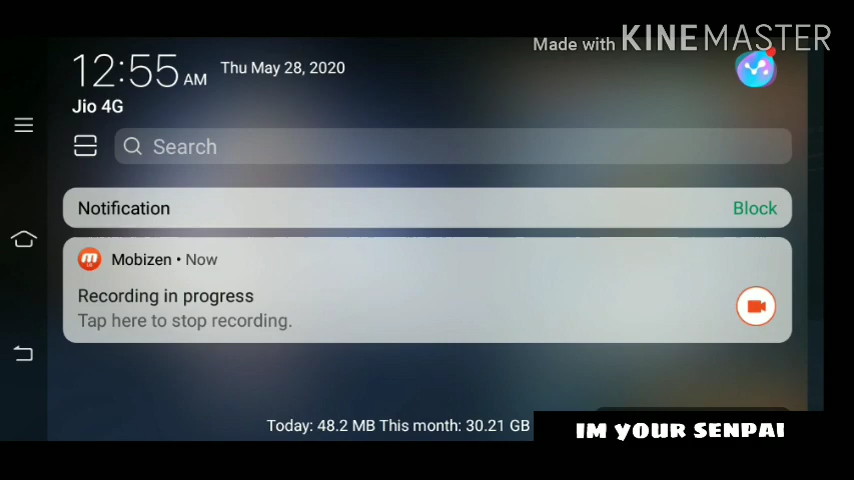 Made with KINEMASTER
12:55 AM Thu May 28, 2020
Jio 4G
Search
Notification Block
Mobizen • Now
Recording in progress
Tap here to stop recording.
Today: 48.2 MB This month: 30.21 GB
IM YOUR SENPAI